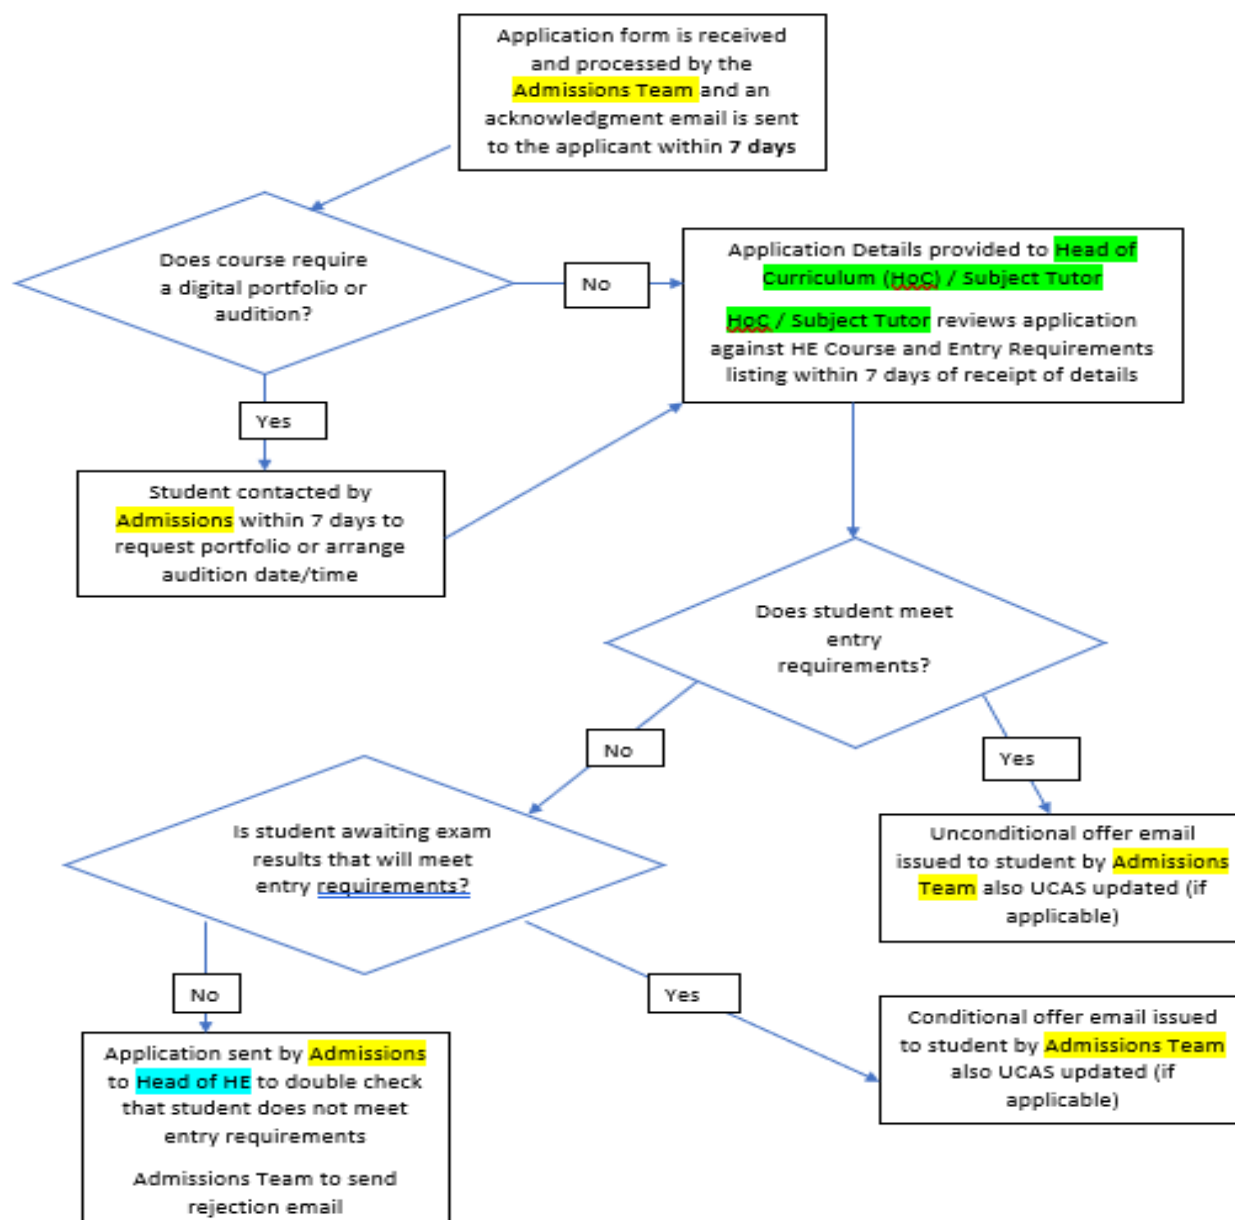 Application form is received
and processed by the
Admissions Team and an
acknowledgment email is sent
to the applicant within 7 days
Does course require
a digital portfolio or
audition?
No
Application Details provided to Head of
Curriculum (HoC) / Subject Tutor
HoC / Subject Tutor reviews application
against HE Course and Entry Requirements
listing within 7 days of receipt of details
Yes
Student contacted by
Admissions within 7 days to
request portfolio or arrange
audition date/time
Does student meet
entry
requirements?
No
Yes
Is student awaiting exam
results that will meet
entry requirements?
Unconditional offer email
issued to student by Admissions
Team also UCAS updated (if
applicable)
No
Yes
Conditional offer email issued
to student by Admissions Team
also UCAS updated (if
applicable)
Application sent by Admissions
to Head of HE to double check
that student does not meet
entry requirements
Admissions Team to send
rejection email